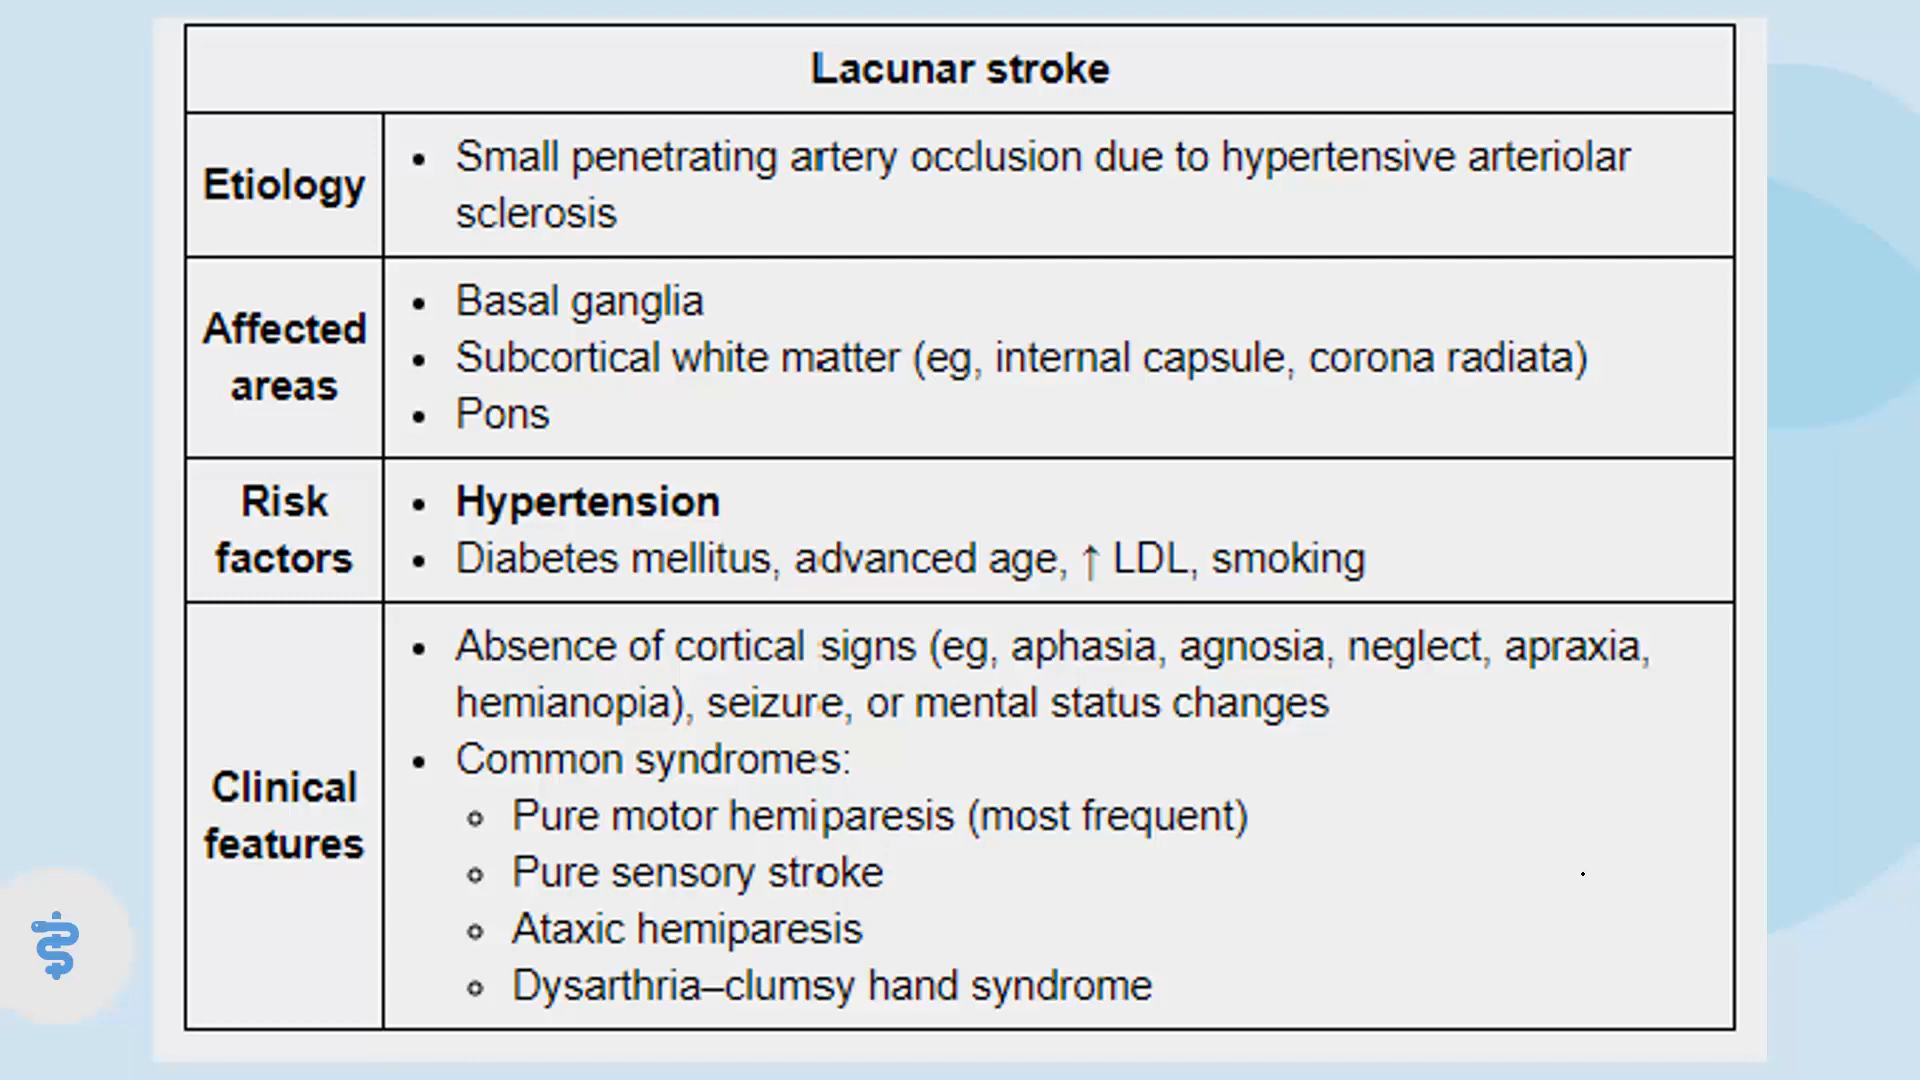 Lacunar stroke
Etiology
• Small penetrating artery occlusion due to hypertensive arteriolar
sclerosis
Affected
areas
• Basal ganglia
• Subcortical white matter (eg, internal capsule, corona radiata)
• Pons
Risk
factors
• Hypertension
• Diabetes mellitus, advanced age, ↑ LDL, smoking
Clinical
features
• Absence of cortical signs (eg, aphasia, agnosia, neglect, apraxia,
hemianopia), seizure, or mental status changes
• Common syndromes:
◦ Pure motor hemiparesis (most frequent)
◦ Pure sensory stroke
◦ Ataxic hemiparesis
◦ Dysarthria–clumsy hand syndrome